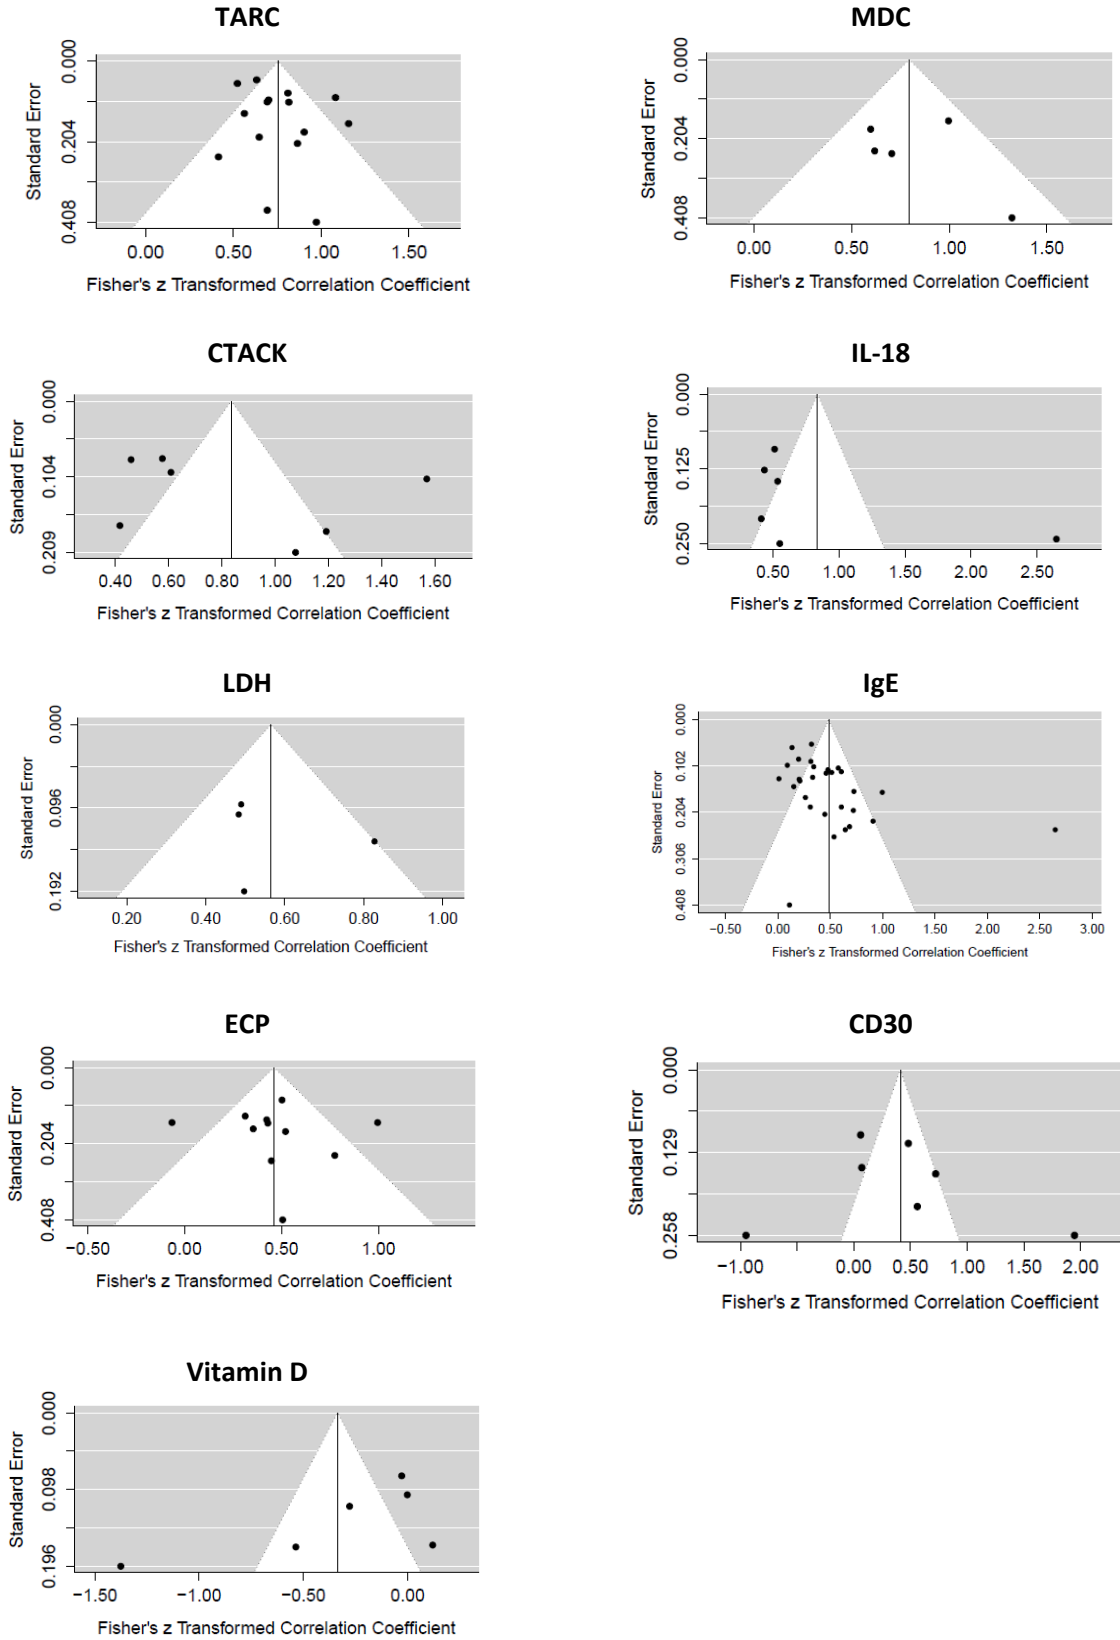 TARC
0.000
0.204
0.408
Standard Error
0.00 0.50 1.00 1.50
Fisher's z Transformed Correlation Coefficient
MDC
0.000
0.204
0.408
Standard Error
0.00 0.50 1.00 1.50
Fisher's z Transformed Correlation Coefficient
CTACK
0.000
0.104
0.209
Standard Error
0.40 0.60 0.80 1.00 1.20 1.40 1.60
Fisher's z Transformed Correlation Coefficient
IL-18
0.000
0.125
0.250
Standard Error
0.50 1.00 1.50 2.00 2.50
Fisher's z Transformed Correlation Coefficient
LDH
0.000
0.096
0.192
Standard Error
0.20 0.40 0.60 0.80 1.00
Fisher's z Transformed Correlation Coefficient
IgE
0.000
0.102
0.204
0.306
0.408
Standard Error
−0.50 0.00 0.50 1.00 1.50 2.00 2.50 3.00
Fisher's z Transformed Correlation Coefficient
ECP
0.000
0.204
0.408
Standard Error
−0.50 0.00 0.50 1.00
Fisher's z Transformed Correlation Coefficient
CD30
0.000
0.129
0.258
Standard Error
−1.00 0.00 0.50 1.00 1.50 2.00
Fisher's z Transformed Correlation Coefficient
Vitamin D
0.000
0.098
0.196
Standard Error
−1.50 −1.00 −0.50 0.00
Fisher's z Transformed Correlation Coefficient